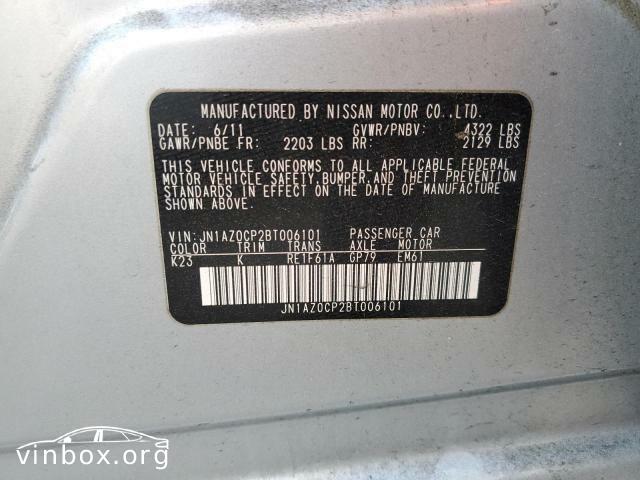 MANUFACTURED BY NISSAN MOTOR CO.,LTD.
DATE: 6/11 GVWR/PNBV: 4322 LBS
GAWR/PNBE FR: 2203 LBS RR: 2129 LBS
THIS VEHICLE CONFORMS TO ALL APPLICABLE FEDERAL
MOTOR VEHICLE SAFETY, BUMPER, AND THEFT PREVENTION
STANDARDS IN EFFECT ON THE DATE OF MANUFACTURE
SHOWN ABOVE.
VIN: JN1AZ0CP2BT006101 PASSENGER CAR
COLOR TRIM TRANS AXLE MOTOR
K23 K RE1F61A GP79 EM61
JN1AZ0CP2BT006101
vinbox.org